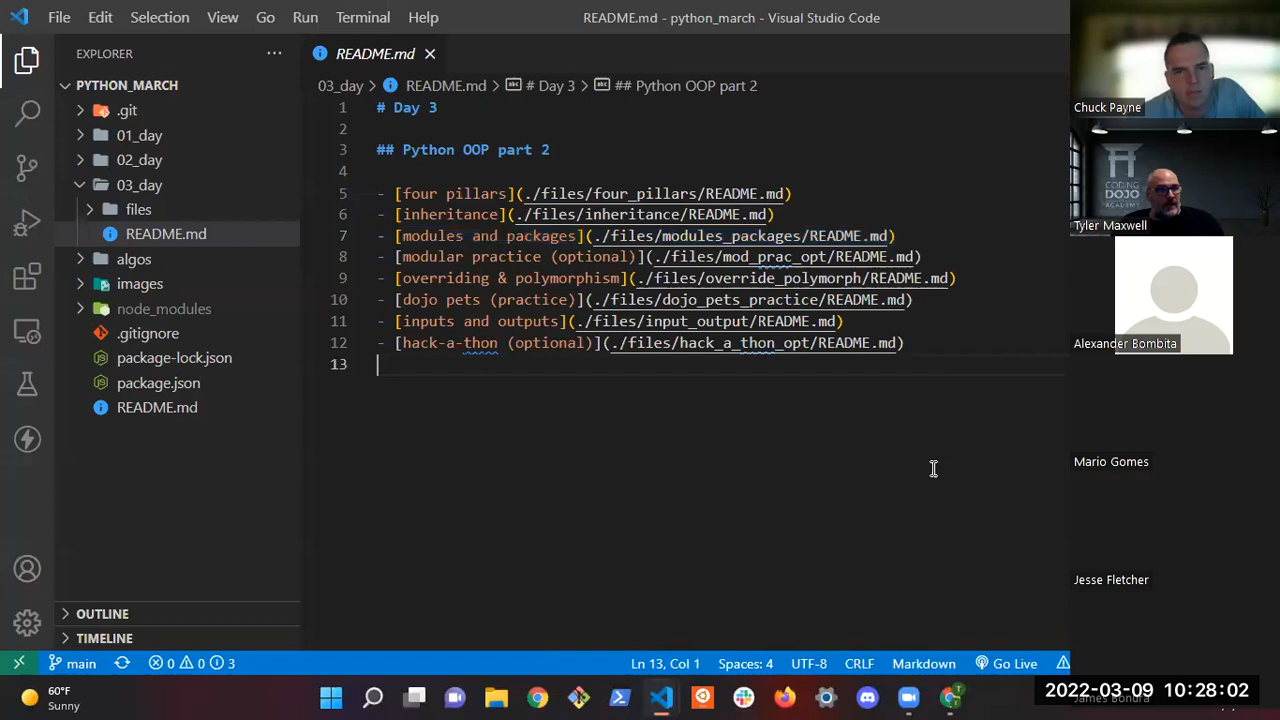 File Edit Selection View Go Run Terminal Help README.md - python_march - Visual Studio Code
EXPLORER
README.md
PYTHON_MARCH
.git
01_day
02_day
03_day
files
README.md
algos
images
node_modules
.gitignore
package-lock.json
package.json
README.md
OUTLINE
TIMELINE
03_day > README.md > # Day 3 > ## Python OOP part 2
1 # Day 3
2
3 ## Python OOP part 2
4
5 - [four pillars](./files/four_pillars/README.md)
6 - [inheritance](./files/inheritance/README.md)
7 - [modules and packages](./files/modules_packages/README.md)
8 - [modular practice (optional)](./files/mod_prac_opt/README.md)
9 - [overriding & polymorphism](./files/override_polymorph/README.md)
10 - [dojo pets (practice)](./files/dojo_pets_practice/README.md)
11 - [inputs and outputs](./files/input_output/README.md)
12 - [hack-a-thon (optional)](./files/hack_a_thon_opt/README.md)
13
Chuck Payne
CODING
DOJO
ACADEMY
Tyler Maxwell
Alexander Bombita
Mario Gomes
Jesse Fletcher
main 0 0 3 Ln 13, Col 1 Spaces: 4 UTF-8 CRLF Markdown Go Live
60°F
Sunny
2022-03-09 10:28:02